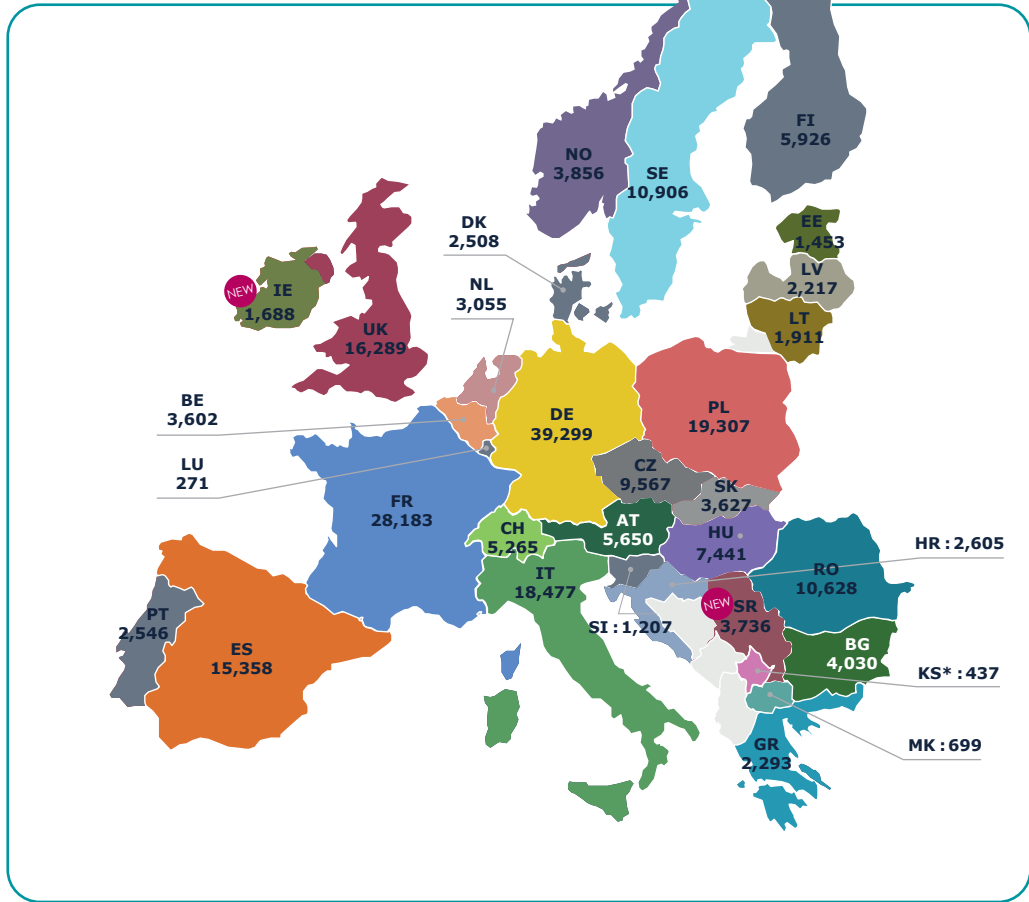 FI
5,926
NO
3,856
SE
10,906
DK
2,508
EE
1,453
LV
2,217
NL
3,055
NEW
IE
1,688
LT
1,911
UK
16,289
BE
3,602
DE
39,299
PL
19,307
LU
271
CZ
9,567
SK
3,627
FR
28,183
CH
5,265
AT
5,650
HU
7,441
HR : 2,605
IT
18,477
RO
10,628
NEW
SR
3,736
PT
2,546
SI : 1,207
ES
15,358
BG
4,030
KS* : 437
MK : 699
GR
2,293